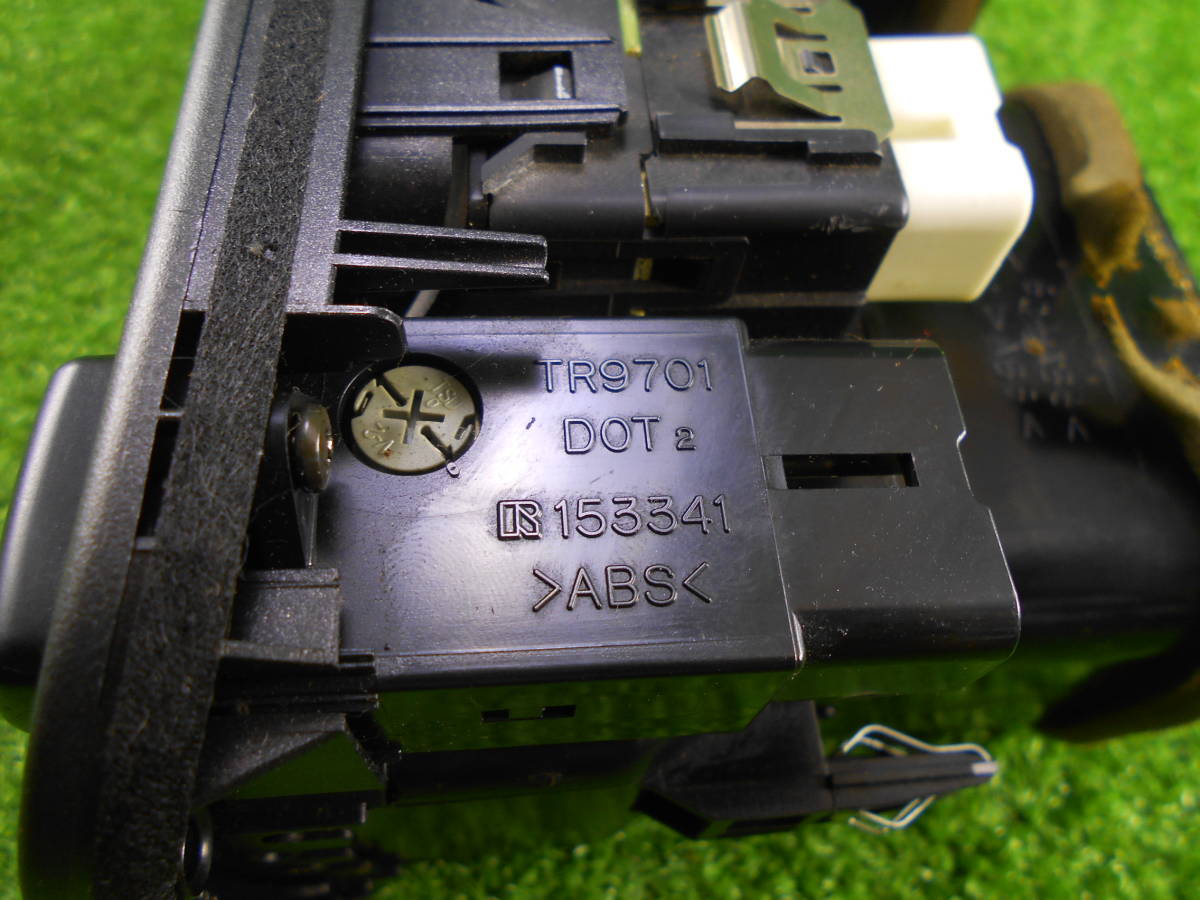 TR9701
DOT 2
153341
>ABS<